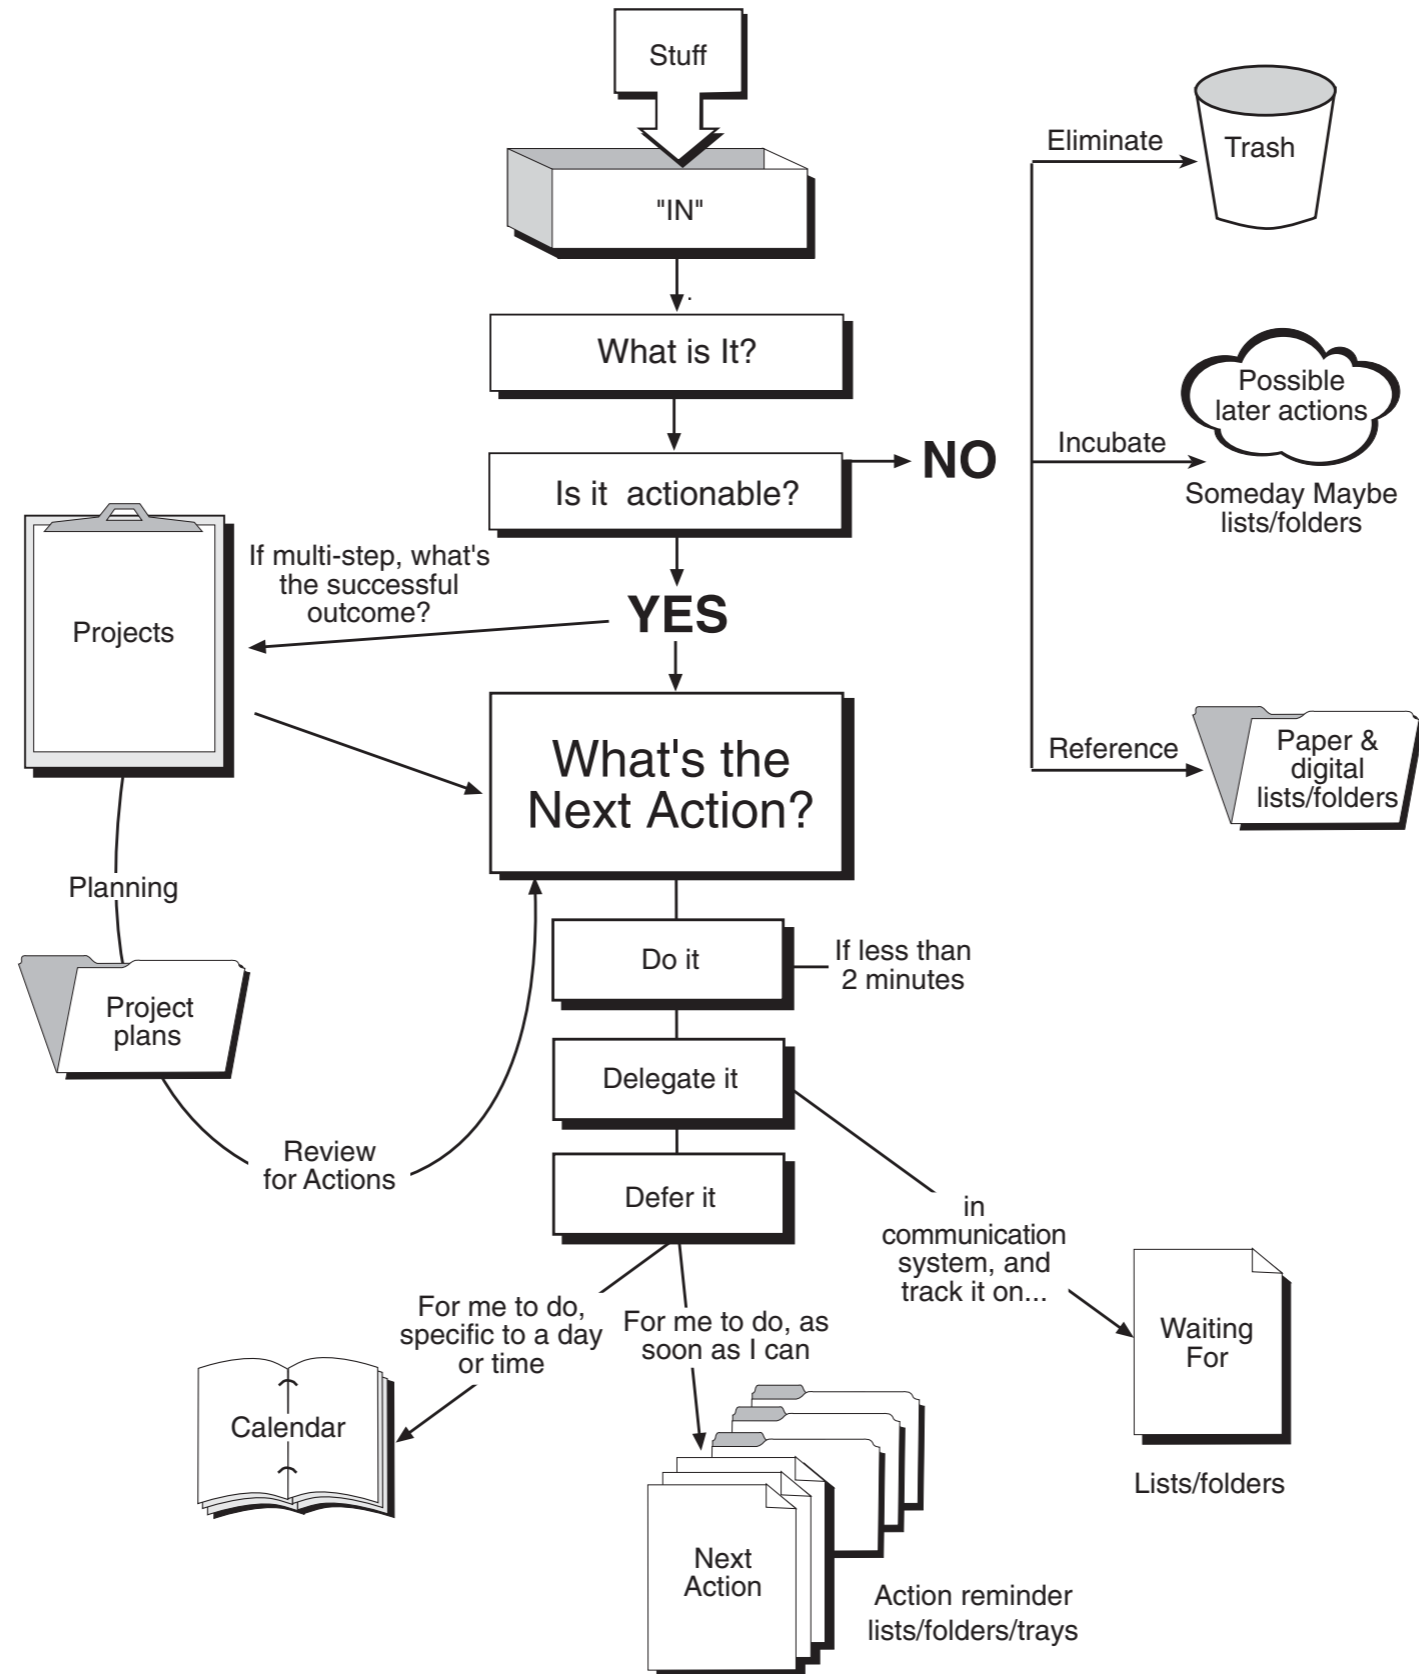 Stuff
"IN"
What is It?
Is it actionable?
NO
Eliminate
Trash
Incubate
Possible
later actions
Someday Maybe
lists/folders
Reference
Paper &
digital
lists/folders
YES
If multi-step, what's
the successful
outcome?
Projects
What's the
Next Action?
Planning
Project
plans
Review
for Actions
Do it
If less than
2 minutes
Delegate it
in
communication
system, and
track it on...
Waiting
For
Lists/folders
Defer it
For me to do,
specific to a day
or time
Calendar
For me to do, as
soon as I can
Next
Action
Action reminder
lists/folders/trays